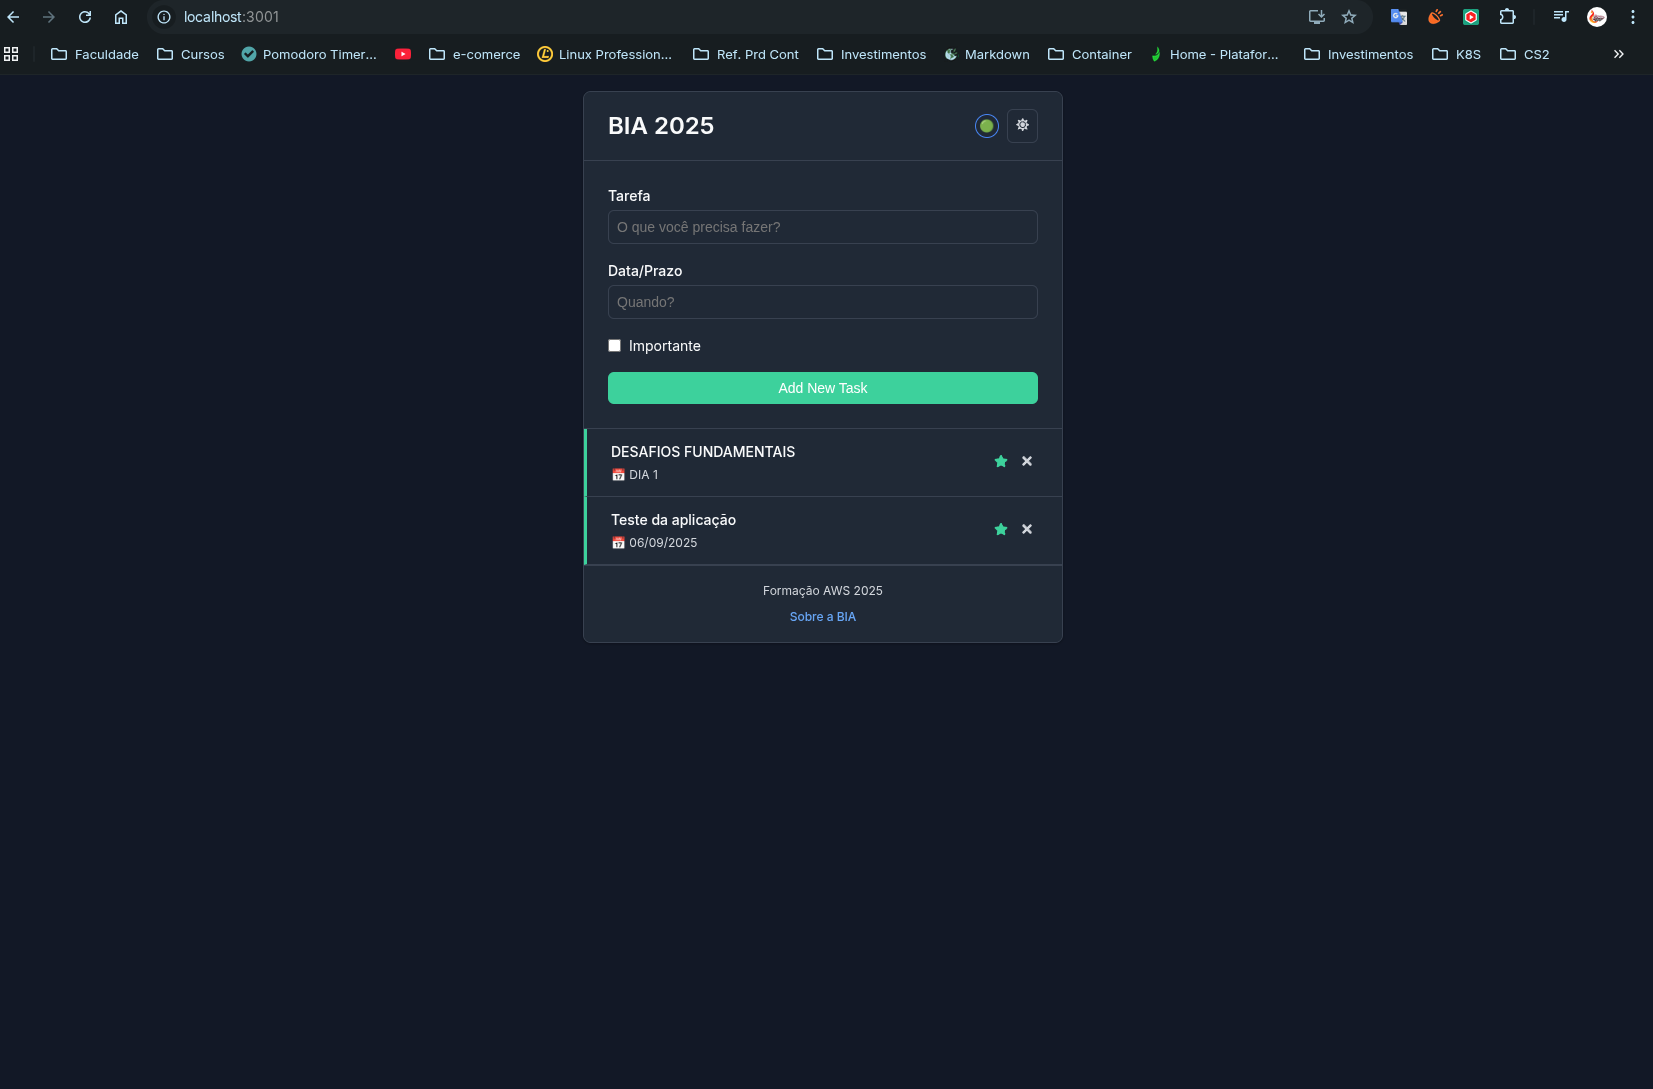 localhost:3001
Faculdade Cursos Pomodoro Timer... e-comerce Linux Profession... Ref. Prd Cont Investimentos Markdown Container Home - Platafor... Investimentos K8S CS2
BIA 2025
Tarefa
O que você precisa fazer?
Data/Prazo
Quando?
Importante
Add New Task
DESAFIOS FUNDAMENTAIS
DIA 1
Teste da aplicação
06/09/2025
Formação AWS 2025
Sobre a BIA